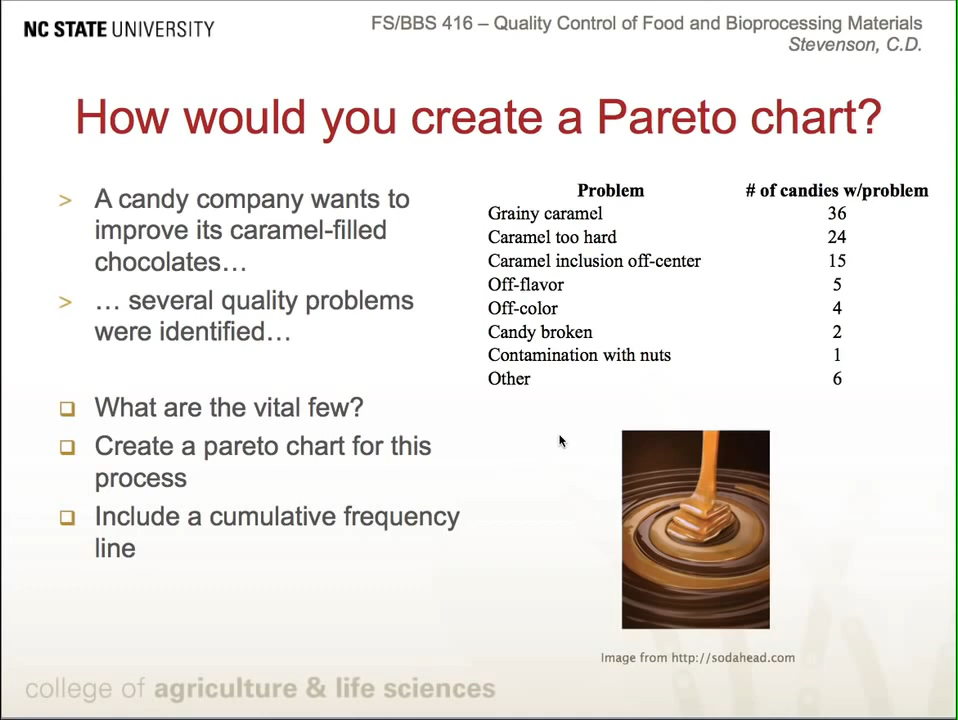 NC STATE UNIVERSITY
FS/BBS 416 – Quality Control of Food and Bioprocessing Materials
Stevenson, C.D.
How would you create a Pareto chart?
> A candy company wants to
improve its caramel-filled
chocolates…
> … several quality problems
were identified…
❑ What are the vital few?
❑ Create a pareto chart for this
process
❑ Include a cumulative frequency
line
Problem # of candies w/problem
Grainy caramel 36
Caramel too hard 24
Caramel inclusion off-center 15
Off-flavor 5
Off-color 4
Candy broken 2
Contamination with nuts 1
Other 6
Image from http://sodahead.com
college of agriculture & life sciences